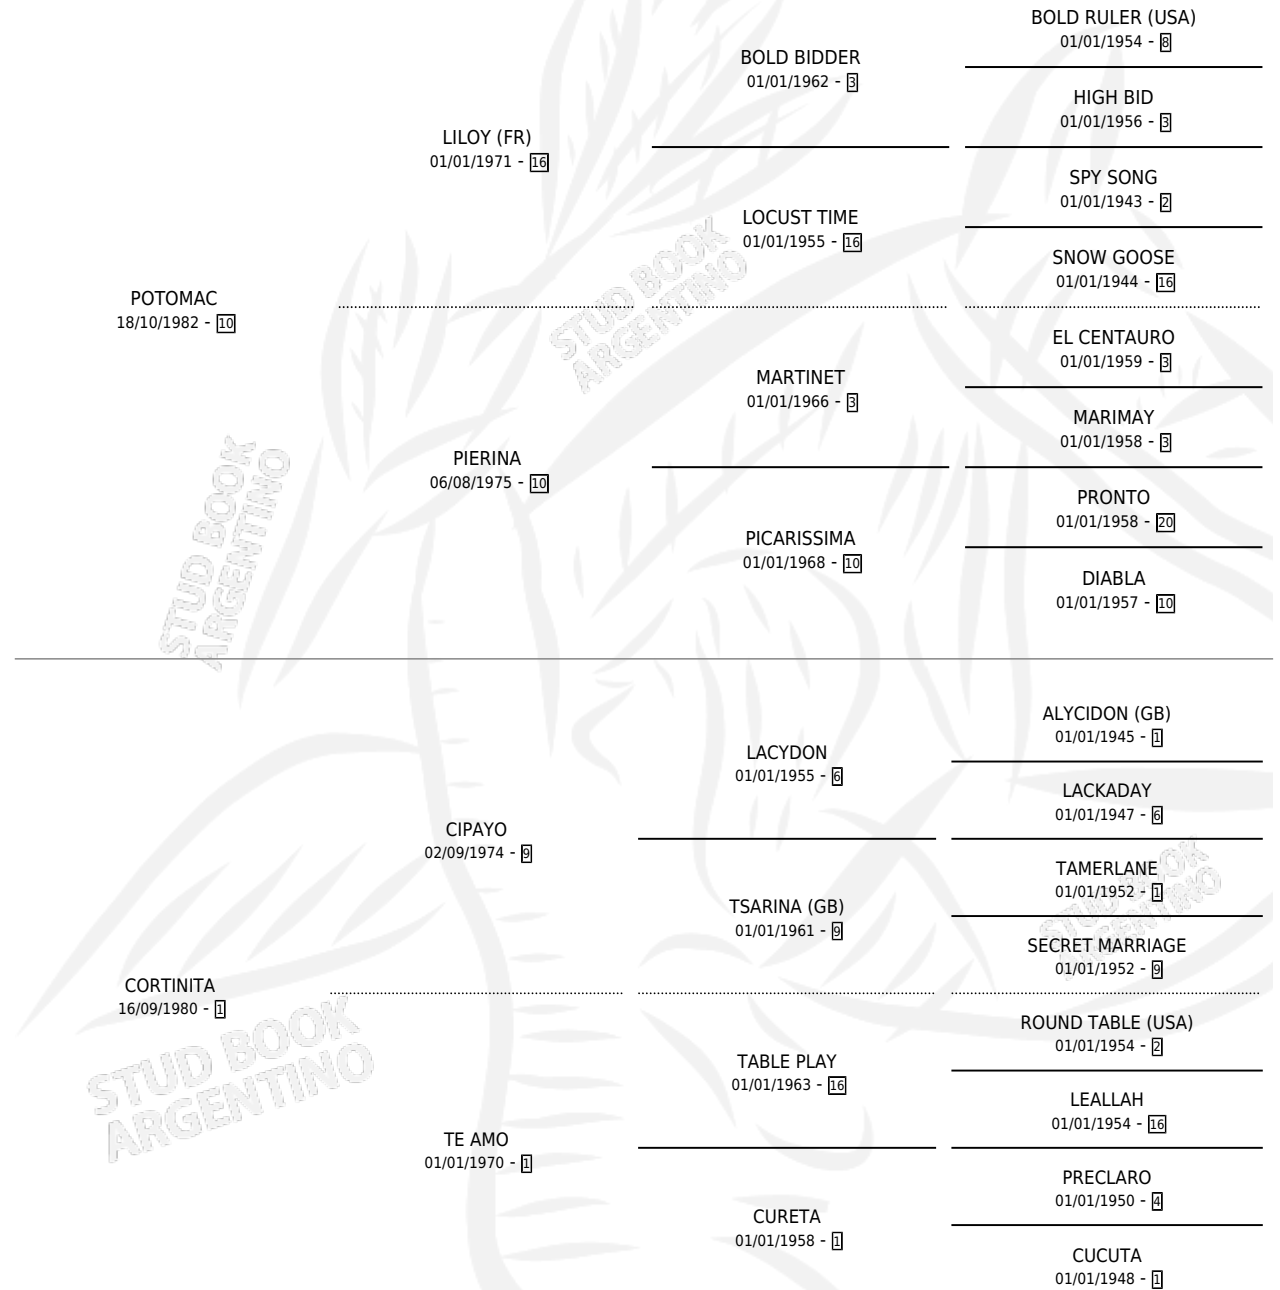 POTOMAC
18/10/1982 - 10
LILOY (FR)
01/01/1971 - 16
BOLD BIDDER
01/01/1962 - 3
BOLD RULER (USA)
01/01/1954 - 8
HIGH BID
01/01/1956 - 3
LOCUST TIME
01/01/1955 - 16
SPY SONG
01/01/1943 - 2
SNOW GOOSE
01/01/1944 - 16
PIERINA
06/08/1975 - 10
MARTINET
01/01/1966 - 3
EL CENTAURO
01/01/1959 - 3
MARIMAY
01/01/1958 - 3
PICARISSIMA
01/01/1968 - 10
PRONTO
01/01/1958 - 20
DIABLA
01/01/1957 - 10
CORTINITA
16/09/1980 - 1
CIPAYO
02/09/1974 - 9
LACYDON
01/01/1955 - 6
ALYCIDON (GB)
01/01/1945 - 1
LACKADAY
01/01/1947 - 6
TSARINA (GB)
01/01/1961 - 9
TAMERLANE
01/01/1952 - 1
SECRET MARRIAGE
01/01/1952 - 9
TE AMO
01/01/1970 - 1
TABLE PLAY
01/01/1963 - 16
ROUND TABLE (USA)
01/01/1954 - 2
LEALLAH
01/01/1954 - 16
CURETA
01/01/1958 - 1
PRECLARO
01/01/1950 - 4
CUCUTA
01/01/1948 - 1
STUD BOOK
ARGENTINO
STUD BOOK
ARGENTINO
STUD BOOK
ARGENTINO
STUD BOOK
ARGENTINO